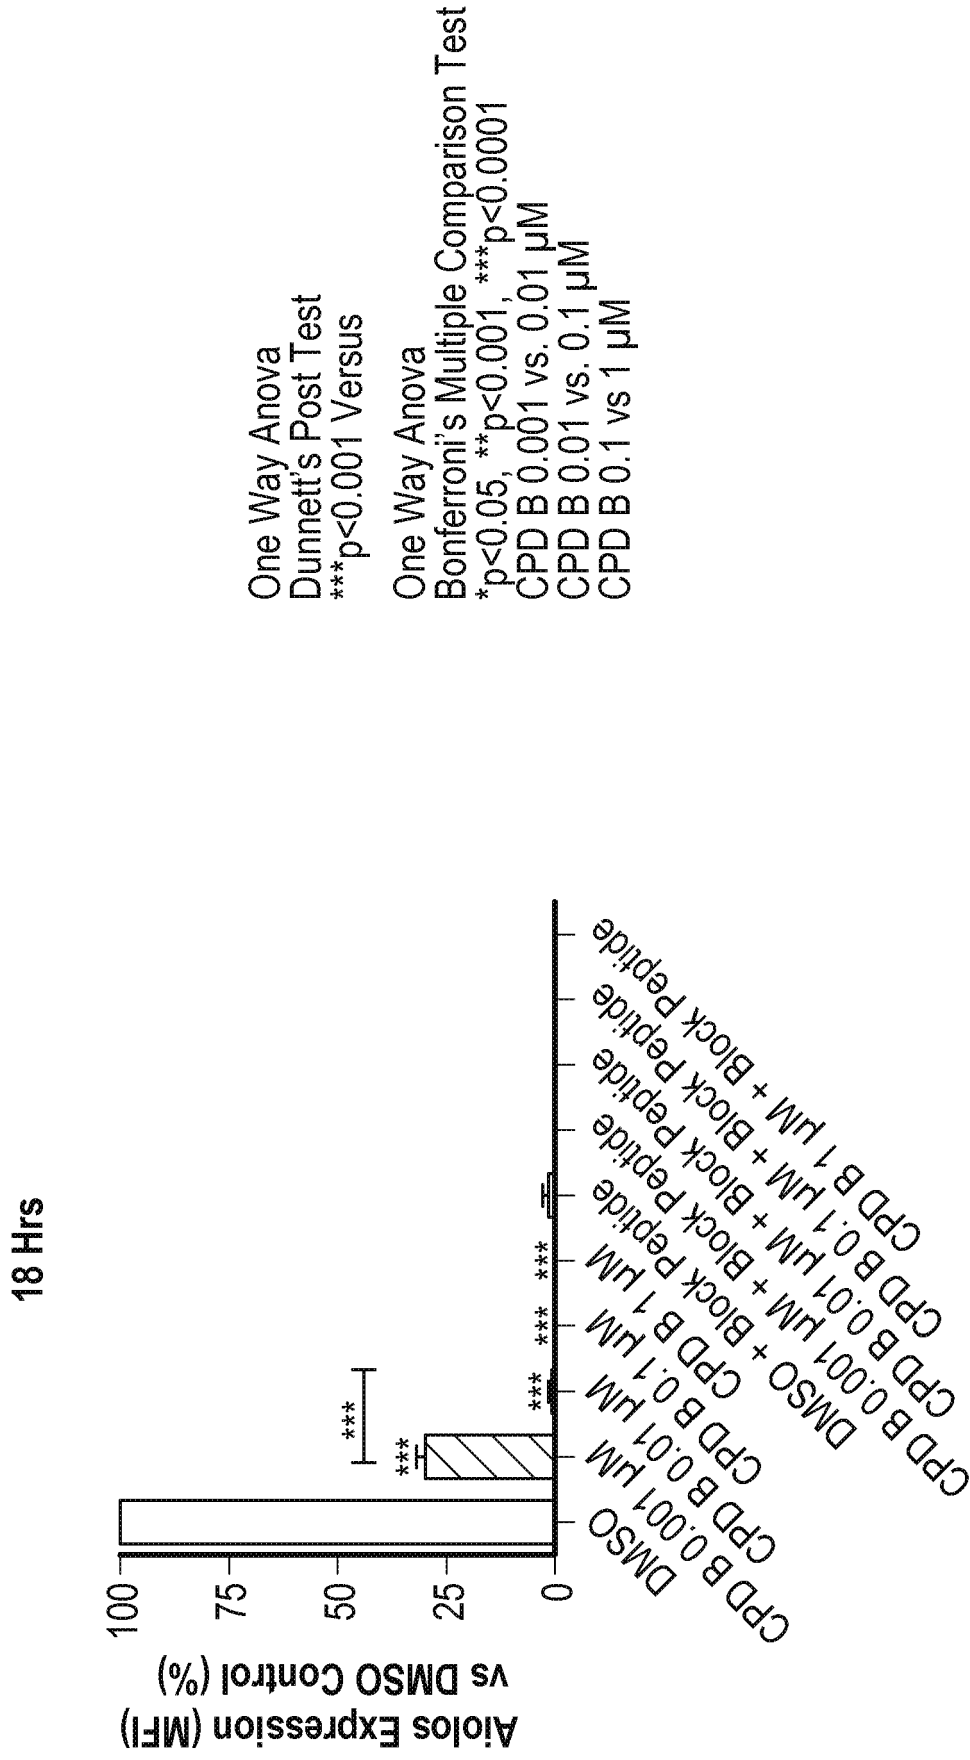 18 Hrs
Aiolos Expression (MFI)
vs DMSO Control (%)
100
75
50
25
0
***
***
***
***
***
DMSO
CPD B 0.001 µM
CPD B 0.01 µM
CPD B 0.1 µM
CPD B 1 µM
DMSO + Block Peptide
CPD B 0.001 µM + Block Peptide
CPD B 0.01 µM + Block Peptide
CPD B 0.1 µM + Block Peptide
CPD B 1 µM + Block Peptide
One Way Anova
Dunnett's Post Test
***p<0.001 Versus
One Way Anova
Bonferroni's Multiple Comparison Test
*p<0.05, **p<0.001, ***p<0.0001
CPD B 0.001 vs. 0.01 µM
CPD B 0.01 vs. 0.1 µM
CPD B 0.1 vs 1 µM